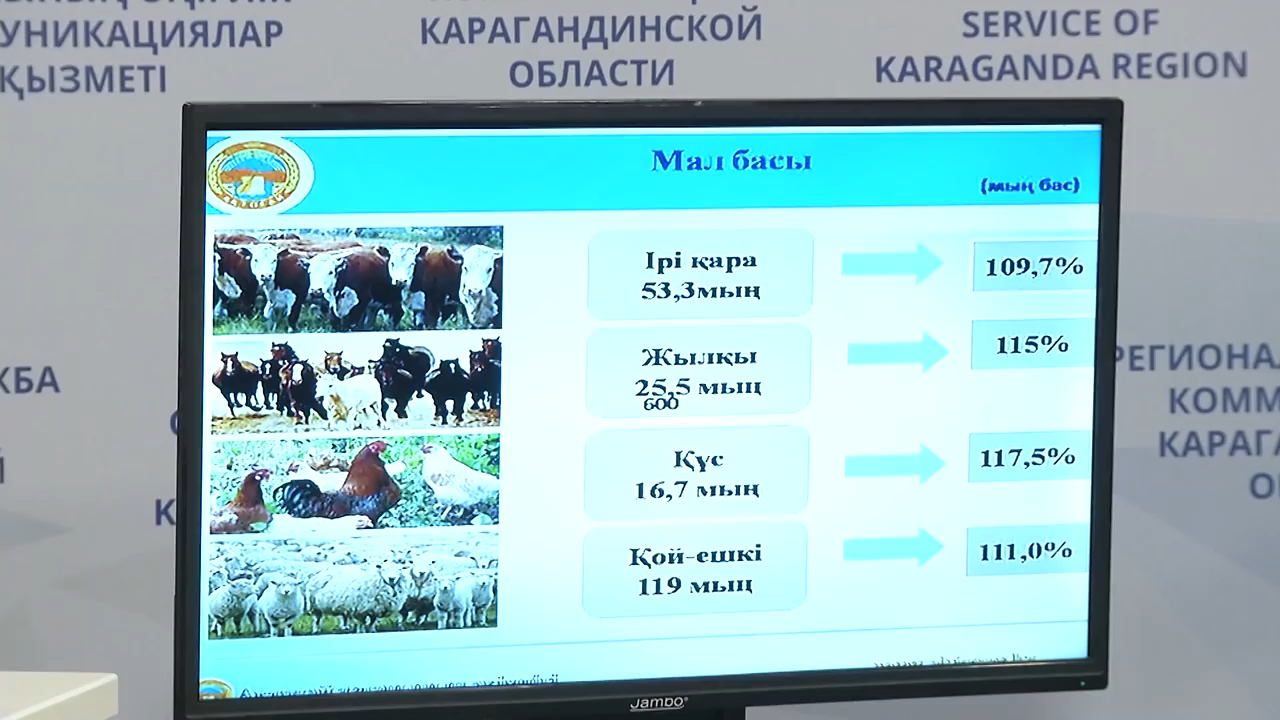 УНИКАЦИЯЛАР
ҚЫЗМЕТІ
КАРАГАНДИНСКОЙ
ОБЛАСТИ
SERVICE OF
KARAGANDA REGION
Мал басы
(мың бас)
Ірі қара
53,3мың
109,7%
Жылқы
25,5 мың
600
115%
Құс
16,7 мың
117,5%
Қой-ешкі
119 мың
111,0%
ЖБА
РЕГИОНА
КОММ
КАРАГА
Jambo